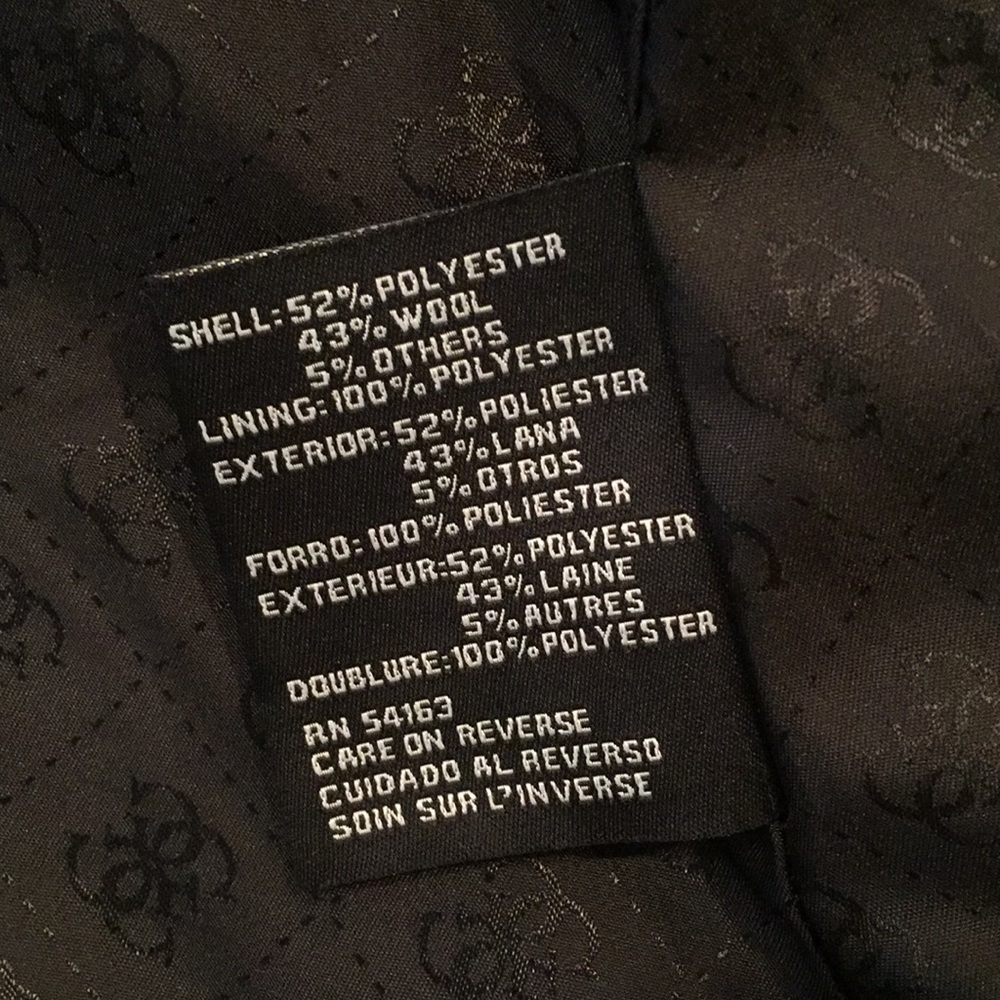 SHELL: 52% POLYESTER
43% WOOL
5% OTHERS
LINING: 100% POLYESTER
EXTERIOR: 52% POLIESTER
43% LANA
5% OTROS
FORRO: 100% POLIESTER
EXTERIEUR: 52% POLYESTER
43% LAINE
5% AUTRES
DOUBLURE: 100% POLYESTER
RN 54163
CARE ON REVERSE
CUIDADO AL REVERSO
SOIN SUR L'INVERSE